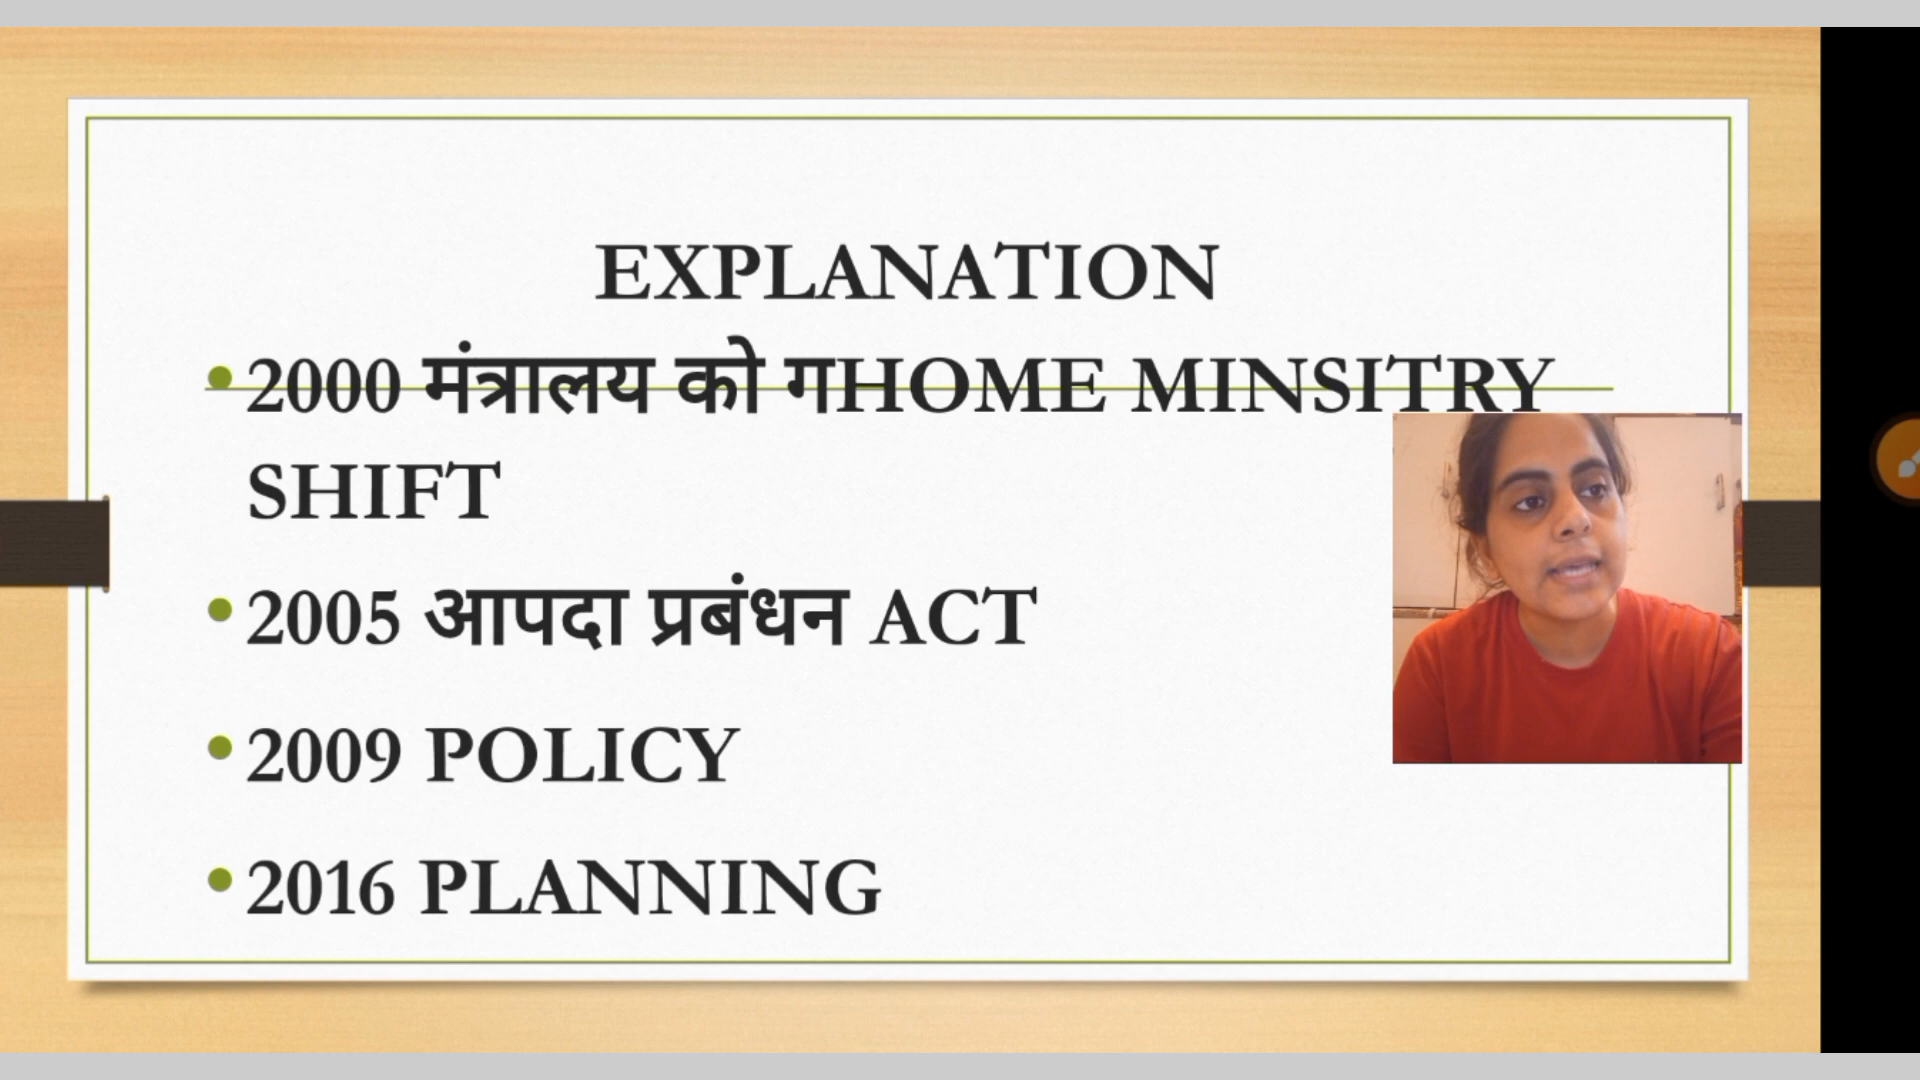 EXPLANATION
2000 मंत्रालय को गHOME MINSITRY
SHIFT
2005 आपदा प्रबंधन ACT
2009 POLICY
2016 PLANNING